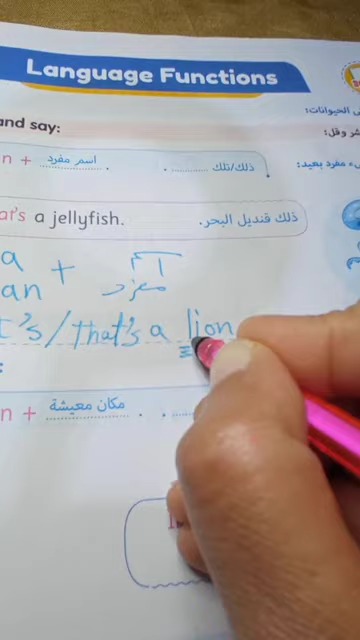 Language Functions
الحيوانات:
and say:
شر وقل:
n + اسم مفرد . ......... ذلك/تلك
مفرد بعيد:
at's a jellyfish. ذلك قنديل البحر.
a + اسم
an مفرد
t's/that's a lion
:
n + مكان معيشة . .